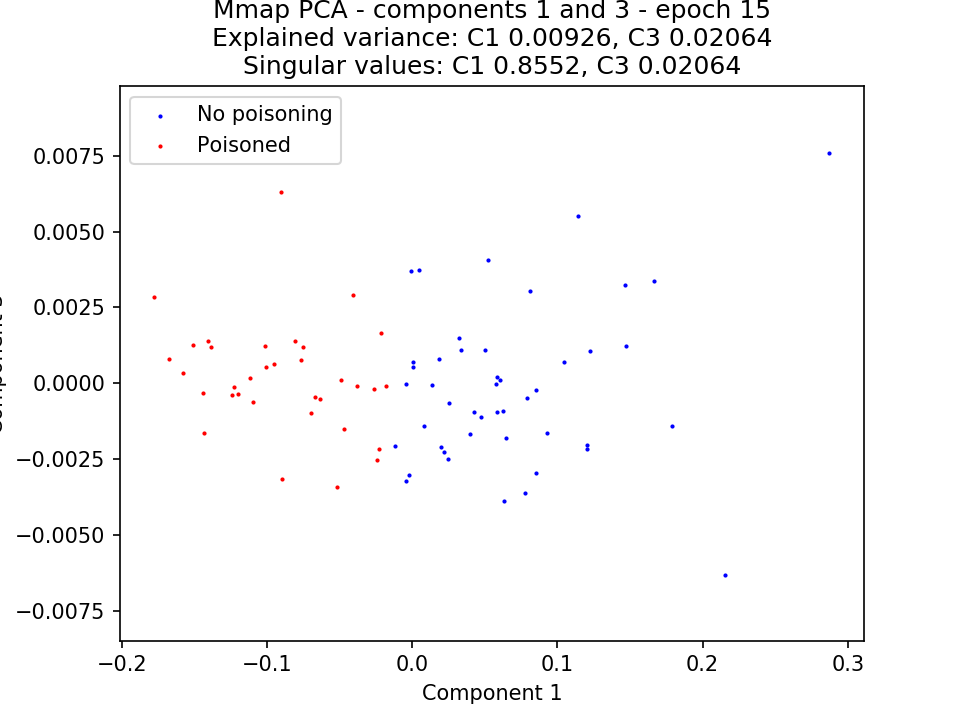 Mmap PCA - components 1 and 3 - epoch 15
Explained variance: C1 0.00926, C3 0.02064
Singular values: C1 0.8552, C3 0.02064
No poisoning
Poisoned
0.0075
0.0050
0.0025
0.0000
−0.0025
−0.0050
−0.0075
−0.2
−0.1
0.0
0.1
0.2
0.3
Component 1